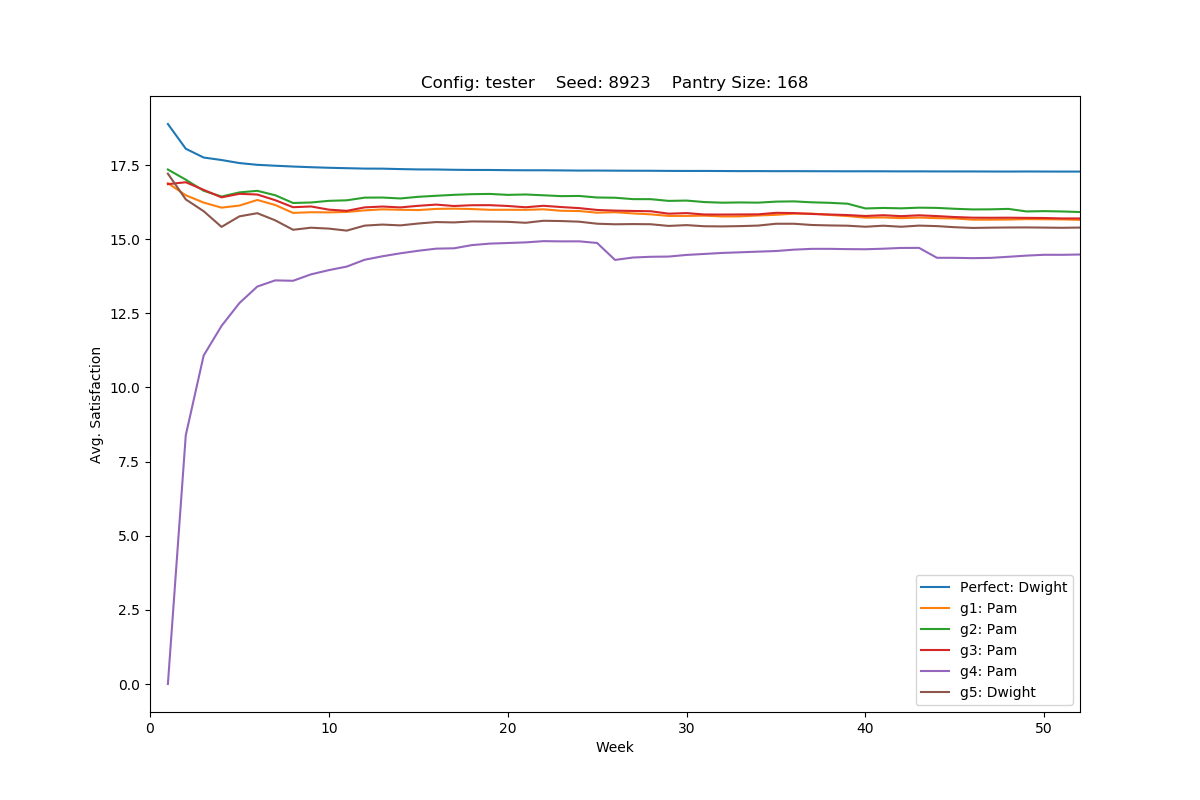 Config: tester    Seed: 8923    Pantry Size: 168
17.5
15.0
12.5
10.0
7.5
5.0
2.5
0.0
Avg. Satisfaction
0 10 20 30 40 50
Week
Perfect: Dwight
g1: Pam
g2: Pam
g3: Pam
g4: Pam
g5: Dwight